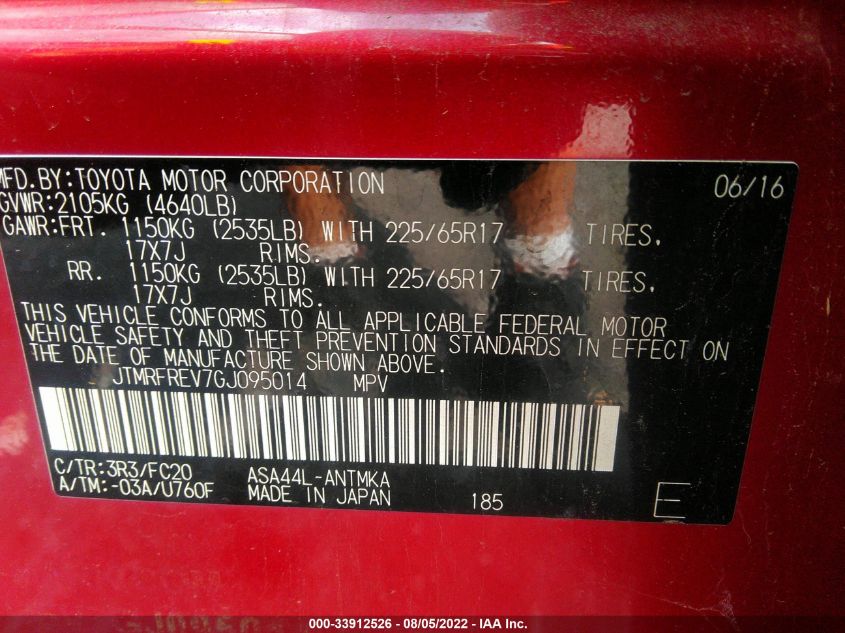 MFD.BY:TOYOTA MOTOR CORPORATION 06/16
GVWR:2105KG (4640LB)
GAWR:FRT. 1150KG (2535LB) WITH 225/65R17 TIRES,
17X7J RIMS.
RR. 1150KG (2535LB) WITH 225/65R17 TIRES,
17X7J RIMS.
THIS VEHICLE CONFORMS TO ALL APPLICABLE FEDERAL MOTOR
VEHICLE SAFETY AND THEFT PREVENTION STANDARDS IN EFFECT ON
THE DATE OF MANUFACTURE SHOWN ABOVE.
JTMRFREV7GJ095014 MPV
C/TR:3R3/FC20 ASA44L-ANTMKA
A/TM:-03A/U760F MADE IN JAPAN 185 E
000-33912526 - 08/05/2022 - IAA Inc.